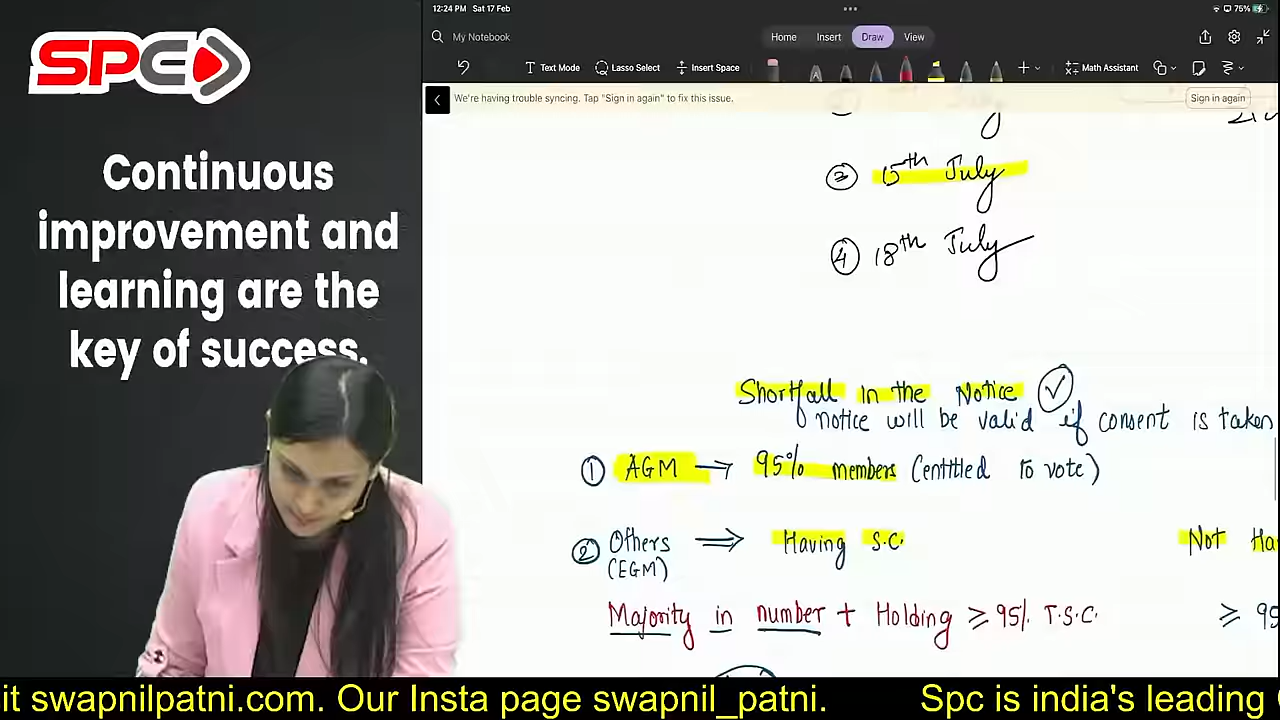 12:24 PM Sat 17 Feb
75%
My Notebook
Home Insert Draw View
Text Mode Lasso Select Insert Space Math Assistant
We're having trouble syncing. Tap "Sign in again" to fix this issue.
Sign in again
SPC
Continuous
improvement and
learning are the
key of success.
15th July
④ 18th July
Shortfall in the Notice ✓
notice will be valid if consent is taken
① AGM → 95% members (entitled to vote)
② Others ⇒ Having S.C. Not Ha
(EGM)
Majority in number + Holding ≥ 95% T.S.C. ≥ 95
it swapnilpatni.com. Our Insta page swapnil_patni. Spc is india's leading